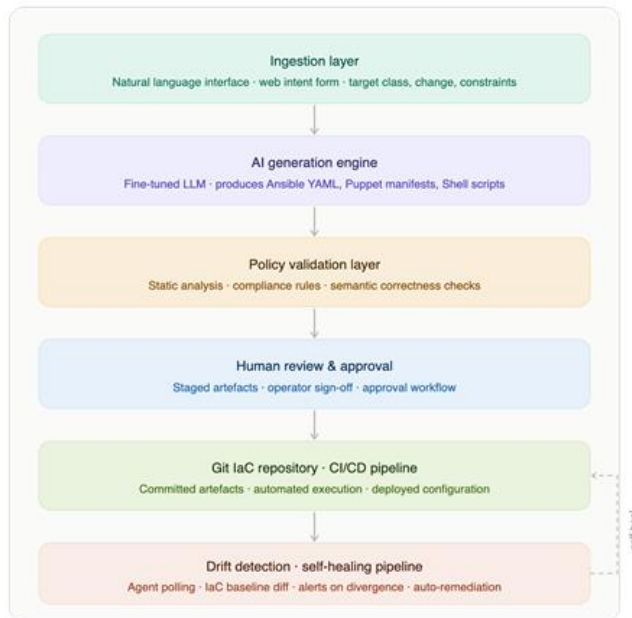 Ingestion layer
Natural language interface · web intent form · target class, change, constraints
AI generation engine
Fine-tuned LLM · produces Ansible YAML, Puppet manifests, Shell scripts
Policy validation layer
Static analysis · compliance rules · semantic correctness checks
Human review & approval
Staged artefacts · operator sign-off · approval workflow
Git IaC repository · CI/CD pipeline
Committed artefacts · automated execution · deployed configuration
Drift detection · self-healing pipeline
Agent polling · IaC baseline diff · alerts on divergence · auto-remediation